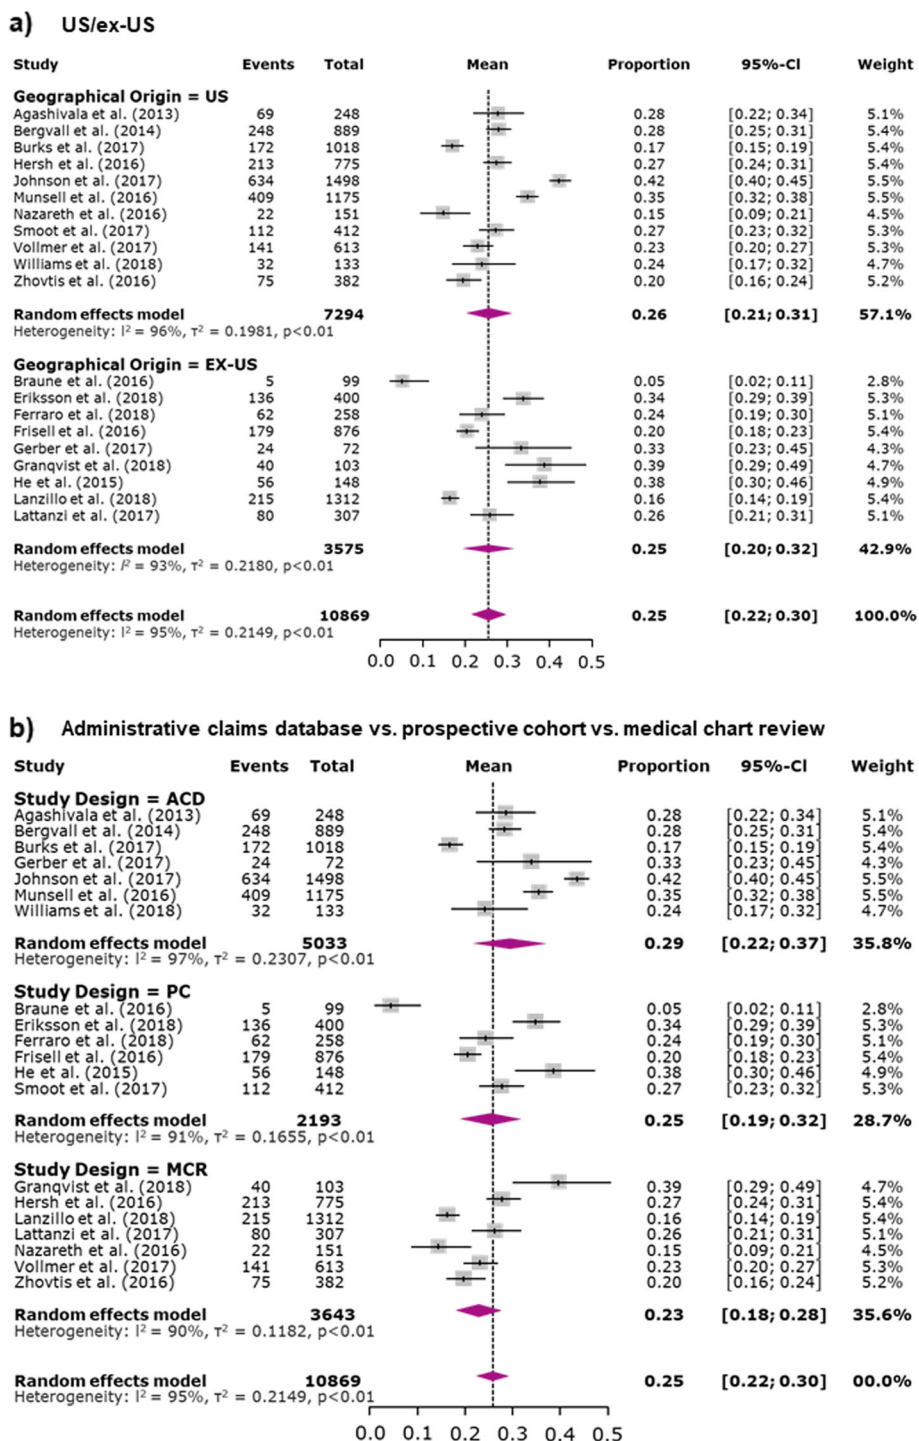 a) US/ex-US
Study Events Total Mean Proportion 95%-CI Weight
Geographical Origin = US
Agashivala et al. (2013) 69 248 0.28 [0.22; 0.34] 5.1%
Bergvall et al. (2014) 248 889 0.28 [0.25; 0.31] 5.4%
Burks et al. (2017) 172 1018 0.17 [0.15; 0.19] 5.4%
Hersh et al. (2016) 213 775 0.27 [0.24; 0.31] 5.4%
Johnson et al. (2017) 634 1498 0.42 [0.40; 0.45] 5.5%
Munsell et al. (2016) 409 1175 0.35 [0.32; 0.38] 5.5%
Nazareth et al. (2016) 22 151 0.15 [0.09; 0.21] 4.5%
Smoot et al. (2017) 112 412 0.27 [0.23; 0.32] 5.3%
Vollmer et al. (2017) 141 613 0.23 [0.20; 0.27] 5.3%
Williams et al. (2018) 32 133 0.24 [0.17; 0.32] 4.7%
Zhovtis et al. (2016) 75 382 0.20 [0.16; 0.24] 5.2%
Random effects model 7294 0.26 [0.21; 0.31] 57.1%
Heterogeneity: I² = 96%, τ² = 0.1981, p<0.01
Geographical Origin = EX-US
Braune et al. (2016) 5 99 0.05 [0.02; 0.11] 2.8%
Eriksson et al. (2018) 136 400 0.34 [0.29; 0.39] 5.3%
Ferraro et al. (2018) 62 258 0.24 [0.19; 0.30] 5.1%
Frisell et al. (2016) 179 876 0.20 [0.18; 0.23] 5.4%
Gerber et al. (2017) 24 72 0.33 [0.23; 0.45] 4.3%
Granqvist et al. (2018) 40 103 0.39 [0.29; 0.49] 4.7%
He et al. (2015) 56 148 0.38 [0.30; 0.46] 4.9%
Lanzillo et al. (2018) 215 1312 0.16 [0.14; 0.19] 5.4%
Lattanzi et al. (2017) 80 307 0.26 [0.21; 0.31] 5.1%
Random effects model 3575 0.25 [0.20; 0.32] 42.9%
Heterogeneity: I² = 93%, τ² = 0.2180, p<0.01
Random effects model 10869 0.25 [0.22; 0.30] 100.0%
Heterogeneity: I² = 95%, τ² = 0.2149, p<0.01
0.0 0.1 0.2 0.3 0.4 0.5
b) Administrative claims database vs. prospective cohort vs. medical chart review
Study Events Total Mean Proportion 95%-CI Weight
Study Design = ACD
Agashivala et al. (2013) 69 248 0.28 [0.22; 0.34] 5.1%
Bergvall et al. (2014) 248 889 0.28 [0.25; 0.31] 5.4%
Burks et al. (2017) 172 1018 0.17 [0.15; 0.19] 5.4%
Gerber et al. (2017) 24 72 0.33 [0.23; 0.45] 4.3%
Johnson et al. (2017) 634 1498 0.42 [0.40; 0.45] 5.5%
Munsell et al. (2016) 409 1175 0.35 [0.32; 0.38] 5.5%
Williams et al. (2018) 32 133 0.24 [0.17; 0.32] 4.7%
Random effects model 5033 0.29 [0.22; 0.37] 35.8%
Heterogeneity: I² = 97%, τ² = 0.2307, p<0.01
Study Design = PC
Braune et al. (2016) 5 99 0.05 [0.02; 0.11] 2.8%
Eriksson et al. (2018) 136 400 0.34 [0.29; 0.39] 5.3%
Ferraro et al. (2018) 62 258 0.24 [0.19; 0.30] 5.1%
Frisell et al. (2016) 179 876 0.20 [0.18; 0.23] 5.4%
He et al. (2015) 56 148 0.38 [0.30; 0.46] 4.9%
Smoot et al. (2017) 112 412 0.27 [0.23; 0.32] 5.3%
Random effects model 2193 0.25 [0.19; 0.32] 28.7%
Heterogeneity: I² = 91%, τ² = 0.1655, p<0.01
Study Design = MCR
Granqvist et al. (2018) 40 103 0.39 [0.29; 0.49] 4.7%
Hersh et al. (2016) 213 775 0.27 [0.24; 0.31] 5.4%
Lanzillo et al. (2018) 215 1312 0.16 [0.14; 0.19] 5.4%
Lattanzi et al. (2017) 80 307 0.26 [0.21; 0.31] 5.1%
Nazareth et al. (2016) 22 151 0.15 [0.09; 0.21] 4.5%
Vollmer et al. (2017) 141 613 0.23 [0.20; 0.27] 5.3%
Zhovtis et al. (2016) 75 382 0.20 [0.16; 0.24] 5.2%
Random effects model 3643 0.23 [0.18; 0.28] 35.6%
Heterogeneity: I² = 90%, τ² = 0.1182, p<0.01
Random effects model 10869 0.25 [0.22; 0.30] 00.0%
Heterogeneity: I² = 95%, τ² = 0.2149, p<0.01
0.0 0.1 0.2 0.3 0.4 0.5